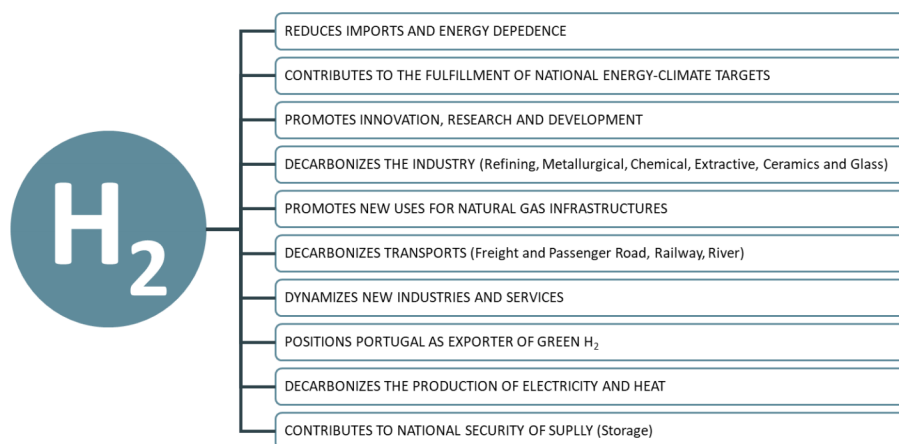 H2
REDUCES IMPORTS AND ENERGY DEPEDENCE
CONTRIBUTES TO THE FULFILLMENT OF NATIONAL ENERGY-CLIMATE TARGETS
PROMOTES INNOVATION, RESEARCH AND DEVELOPMENT
DECARBONIZES THE INDUSTRY (Refining, Metallurgical, Chemical, Extractive, Ceramics and Glass)
PROMOTES NEW USES FOR NATURAL GAS INFRASTRUCTURES
DECARBONIZES TRANSPORTS (Freight and Passenger Road, Railway, River)
DYNAMIZES NEW INDUSTRIES AND SERVICES
POSITIONS PORTUGAL AS EXPORTER OF GREEN H₂
DECARBONIZES THE PRODUCTION OF ELECTRICITY AND HEAT
CONTRIBUTES TO NATIONAL SECURITY OF SUPLLY (Storage)